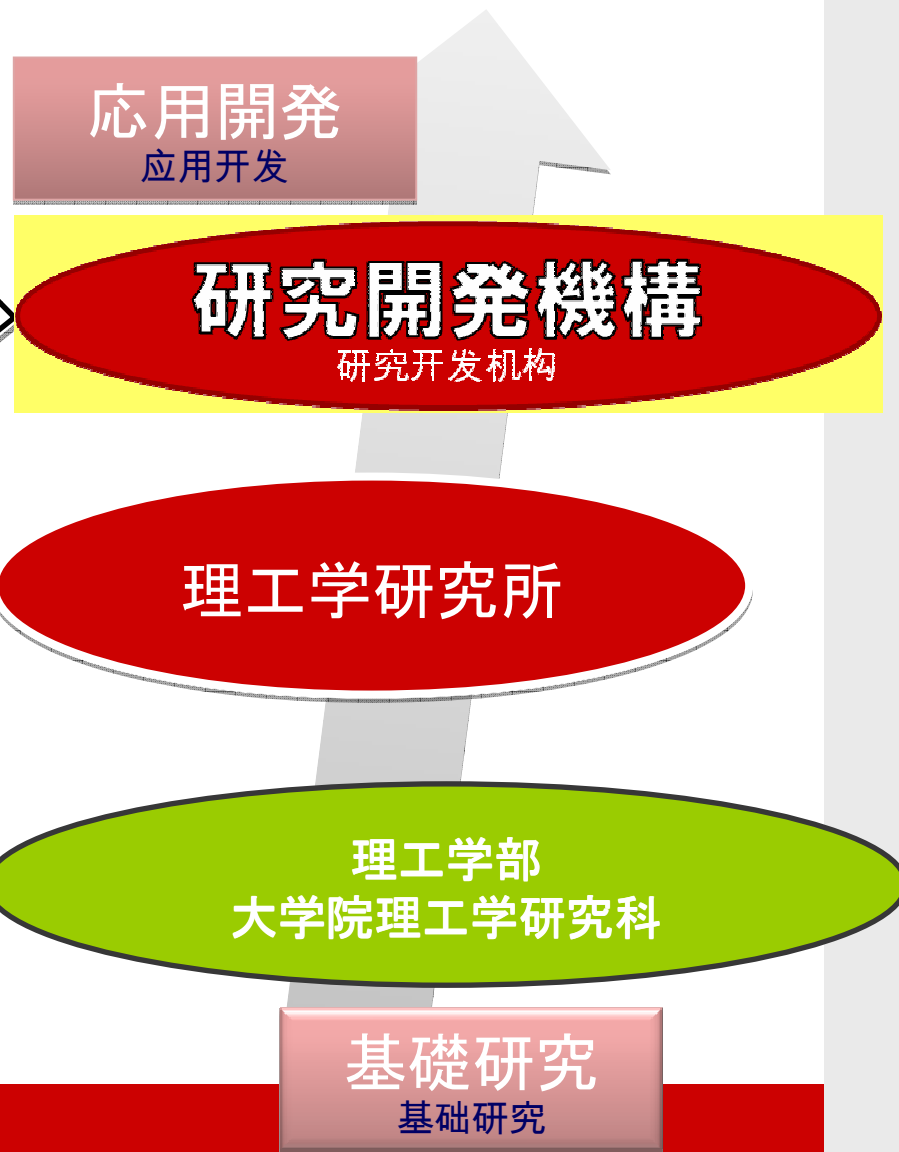 応用開発
应用开发
研究開発機構
研究开发机构
理工学研究所
理工学部
大学院理工学研究科
基礎研究
基础研究